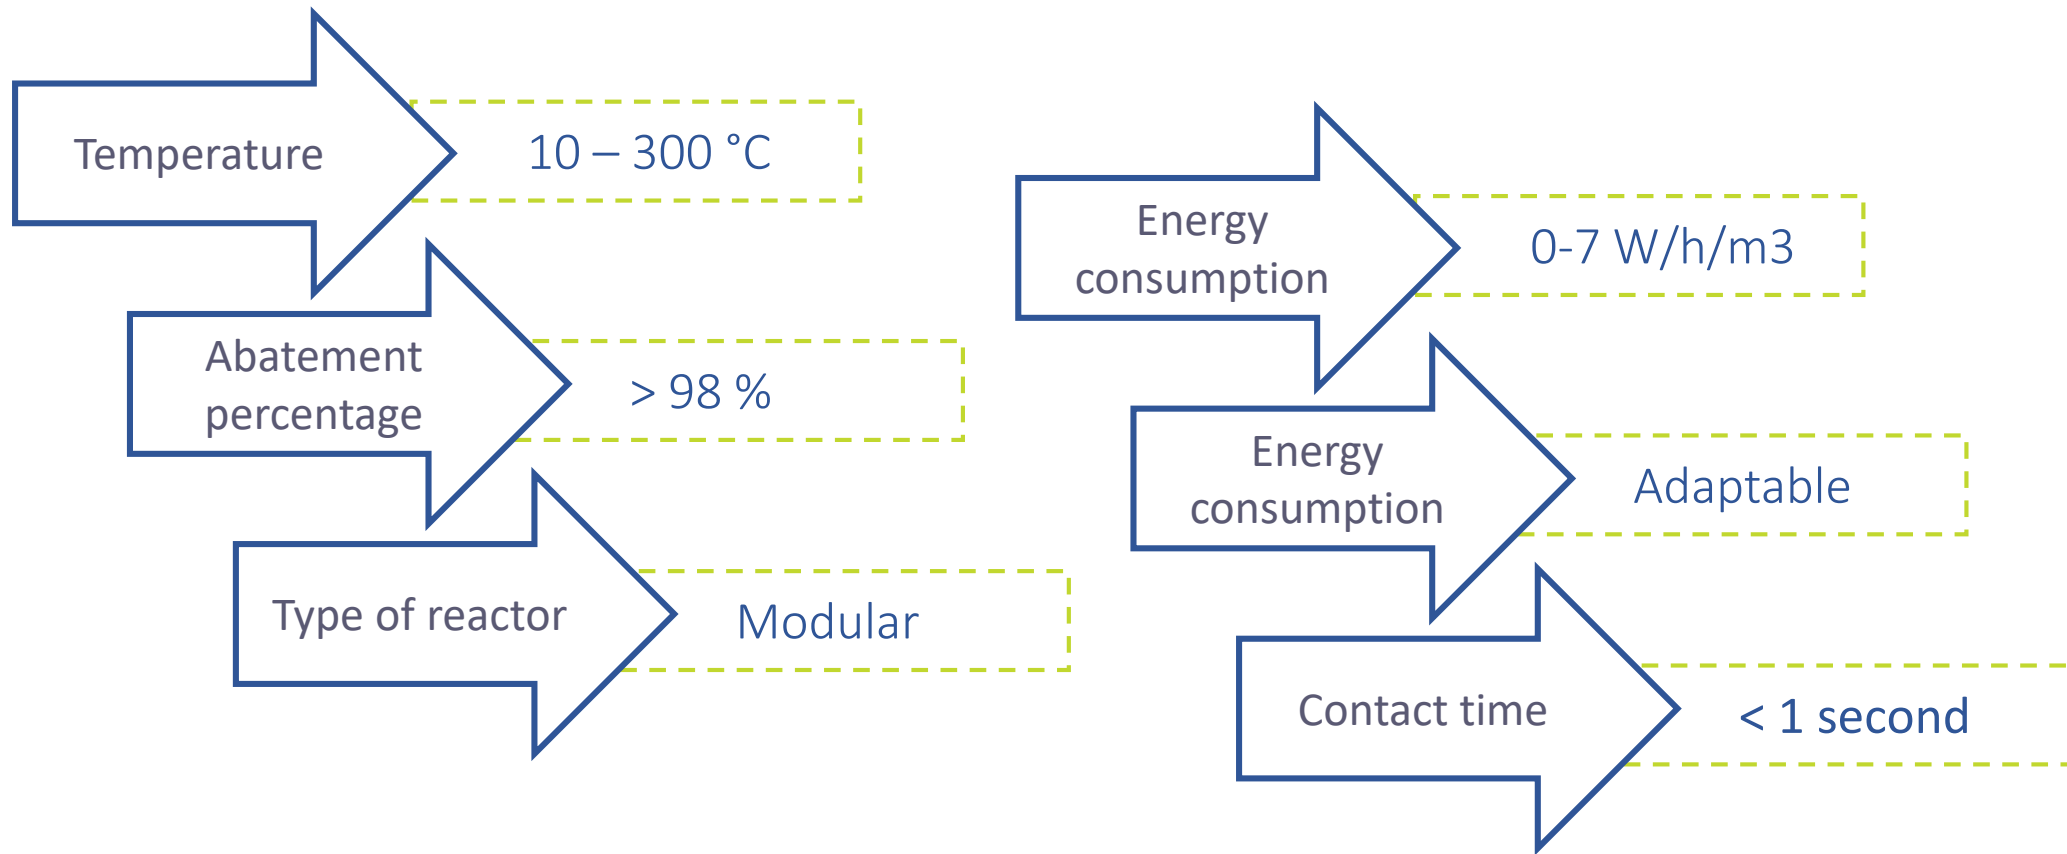 Temperature
10 – 300 °C
Abatement
percentage
> 98 %
Type of reactor
Modular
Energy
consumption
0-7 W/h/m3
Energy
consumption
Adaptable
Contact time
< 1 second